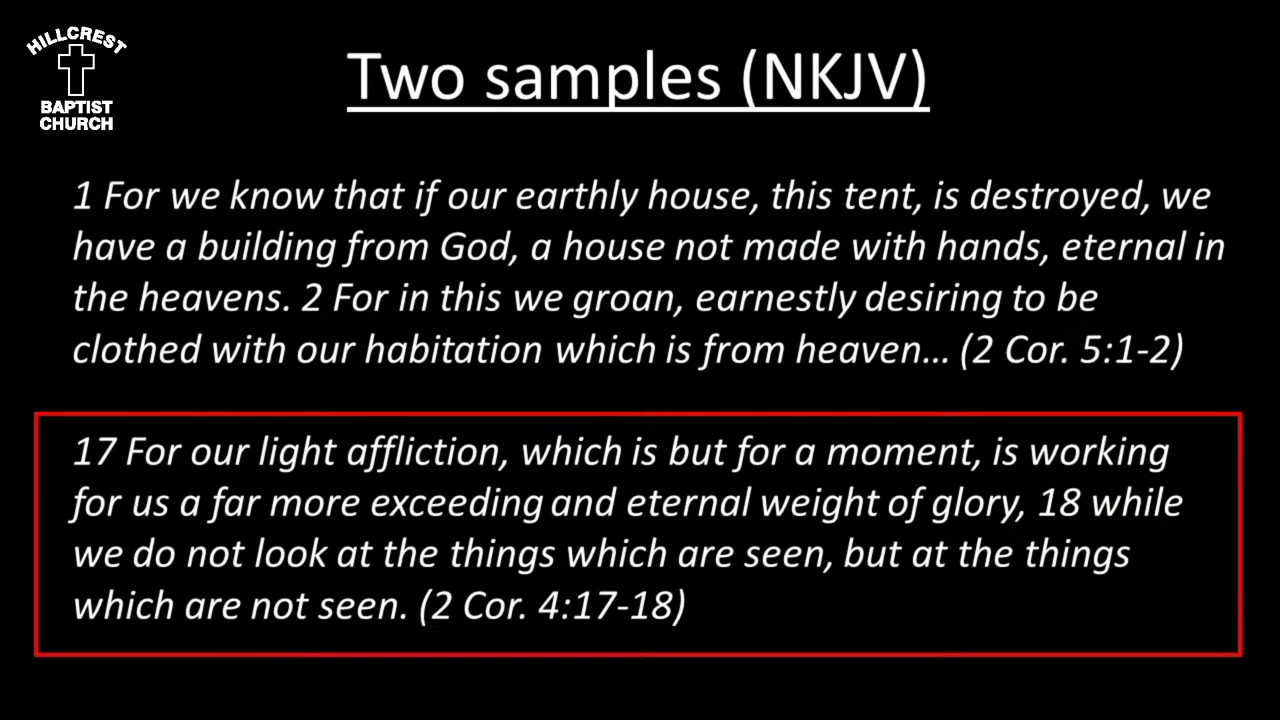 HILLCREST
BAPTIST
CHURCH
Two samples (NKJV)
1 For we know that if our earthly house, this tent, is destroyed, we
have a building from God, a house not made with hands, eternal in
the heavens. 2 For in this we groan, earnestly desiring to be
clothed with our habitation which is from heaven... (2 Cor. 5:1-2)
17 For our light affliction, which is but for a moment, is working
for us a far more exceeding and eternal weight of glory, 18 while
we do not look at the things which are seen, but at the things
which are not seen. (2 Cor. 4:17-18)